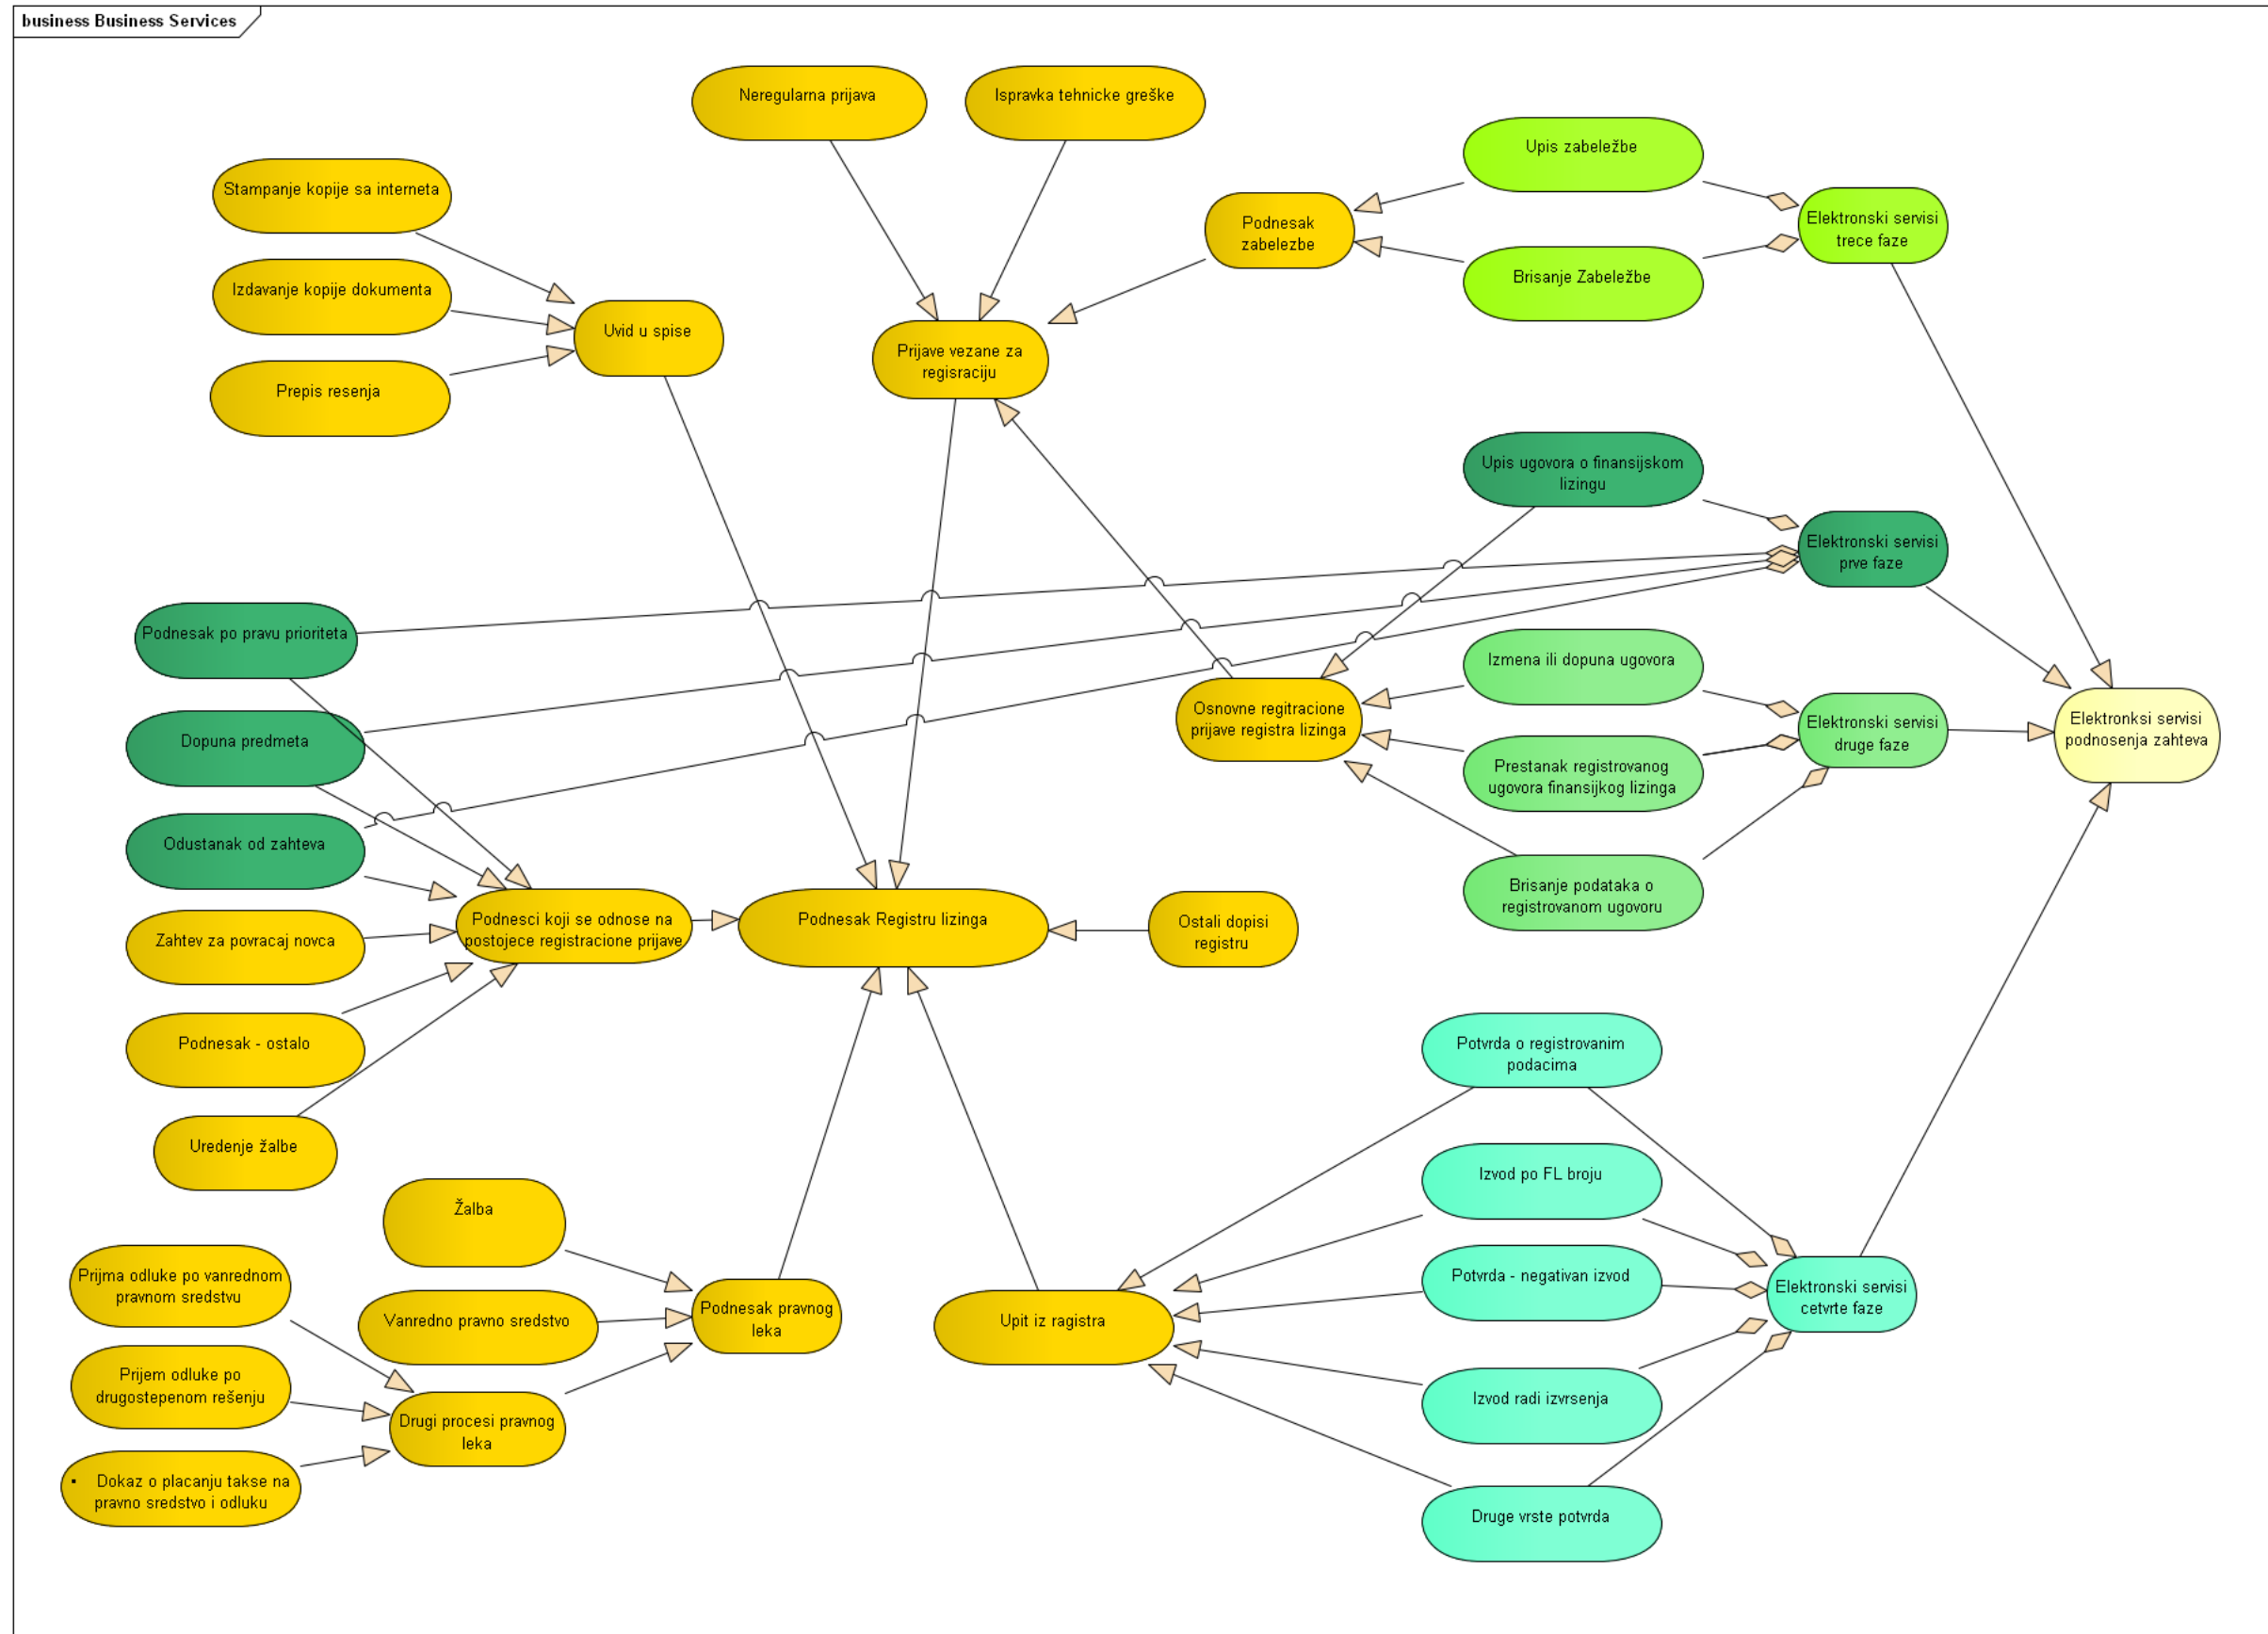 business Business Services
Neregularna prijava
Ispravka tehnicke greške
Upis zabeležbe
Stampanje kopije sa interneta
Podnesak
zabelezbe
Elektronski servisi
trece faze
Izdavanje kopije dokumenta
Brisanje Zabeležbe
Uvid u spise
Prijave vezane za
regisraciju
Prepis resenja
Upis ugovora o finansijskom
lizingu
Elektronski servisi
prve faze
Podnesak po pravu prioriteta
Izmena ili dopuna ugovora
Osnovne regitracione
prijave registra lizinga
Elektronski servisi
druge faze
Elektronksi servisi
podnosenja zahteva
Dopuna predmeta
Prestanak registrovanog
ugovora finansijkog lizinga
Odustanak od zahteva
Brisanje podataka o
registrovanom ugovoru
Podnesci koji se odnose na
postojece registracione prijave
Podnesak Registru lizinga
Ostali dopisi
registru
Zahtev za povracaj novca
Podnesak - ostalo
Potvrda o registrovanim
podacima
Uredenje žalbe
Izvod po FL broju
Žalba
Prijma odluke po vanrednom
pravnom sredstvu
Potvrda - negativan izvod
Elektronski servisi
cetvrte faze
Vanredno pravno sredstvo
Podnesak pravnog
leka
Upit iz ragistra
Prijem odluke po
drugostepenom rešenju
Izvod radi izvrsenja
Drugi procesi pravnog
leka
▪ Dokaz o placanju takse na
pravno sredstvo i odluku
Druge vrste potvrda